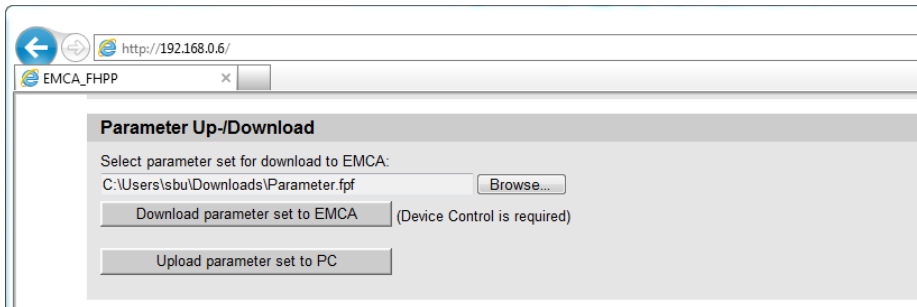 http://192.168.0.6/
EMCA_FHPP
Parameter Up-/Download
Select parameter set for download to EMCA:
C:\Users\sbu\Downloads\Parameter.fpf Browse...
Download parameter set to EMCA (Device Control is required)
Upload parameter set to PC